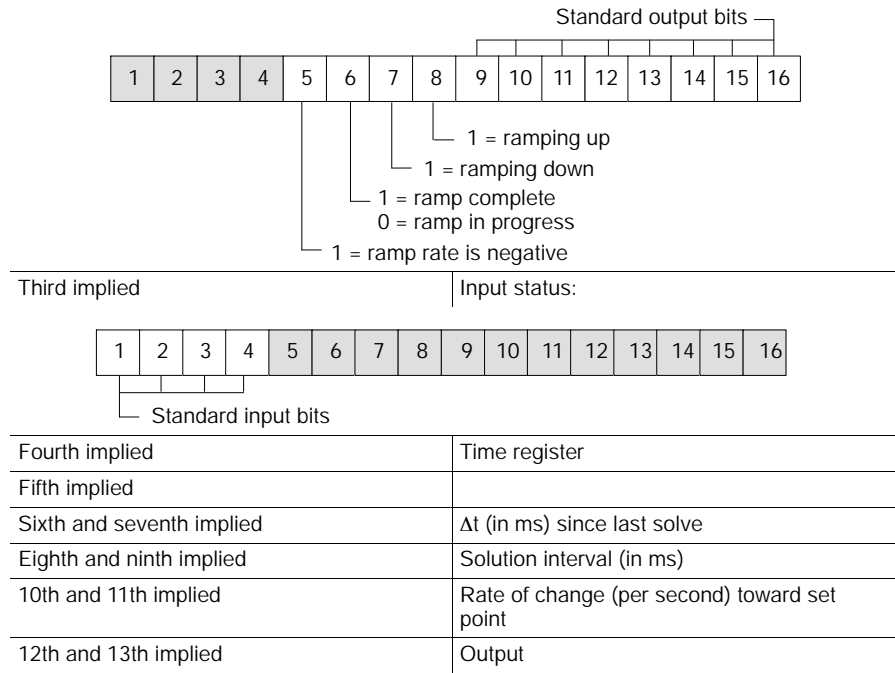 Standard output bits
1 2 3 4 5 6 7 8 9 10 11 12 13 14 15 16
1 = ramping up
1 = ramping down
1 = ramp complete
0 = ramp in progress
1 = ramp rate is negative
Third implied Input status:
1 2 3 4 5 6 7 8 9 10 11 12 13 14 15 16
Standard input bits
Fourth implied Time register
Fifth implied
Sixth and seventh implied Δt (in ms) since last solve
Eighth and ninth implied Solution interval (in ms)
10th and 11th implied Rate of change (per second) toward set
point
12th and 13th implied Output